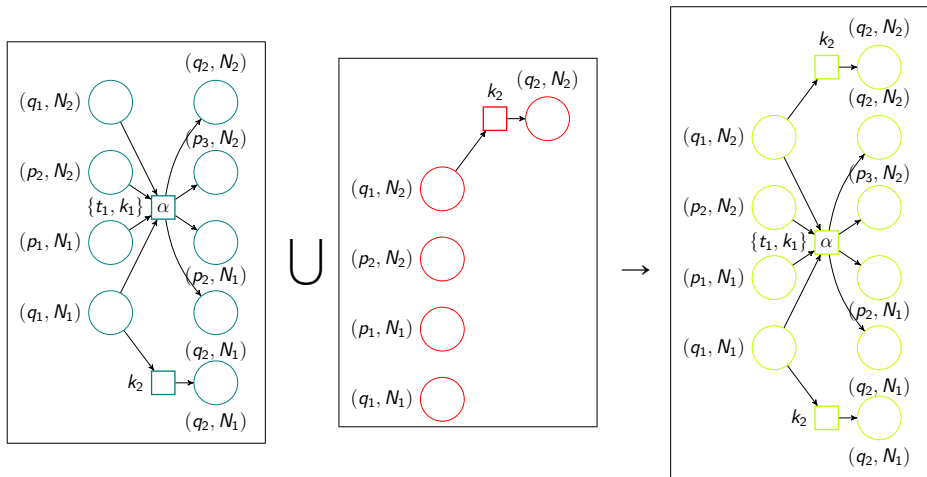 (q₂, N₂)
(q₁, N₂)
(p₃, N₂)
(p₂, N₂)
{t₁, k₁} α
(p₁, N₁)
(p₂, N₁)
(q₁, N₁)
(q₂, N₁)
k₂
(q₂, N₁)
⋃
(q₂, N₂)
k₂
(q₁, N₂)
(p₂, N₂)
(p₁, N₁)
(q₁, N₁)
→
(q₂, N₂)
k₂
(q₂, N₂)
(q₁, N₂)
(p₃, N₂)
(p₂, N₂)
{t₁, k₁} α
(p₁, N₁)
(p₂, N₁)
(q₁, N₁)
(q₂, N₁)
k₂
(q₂, N₁)